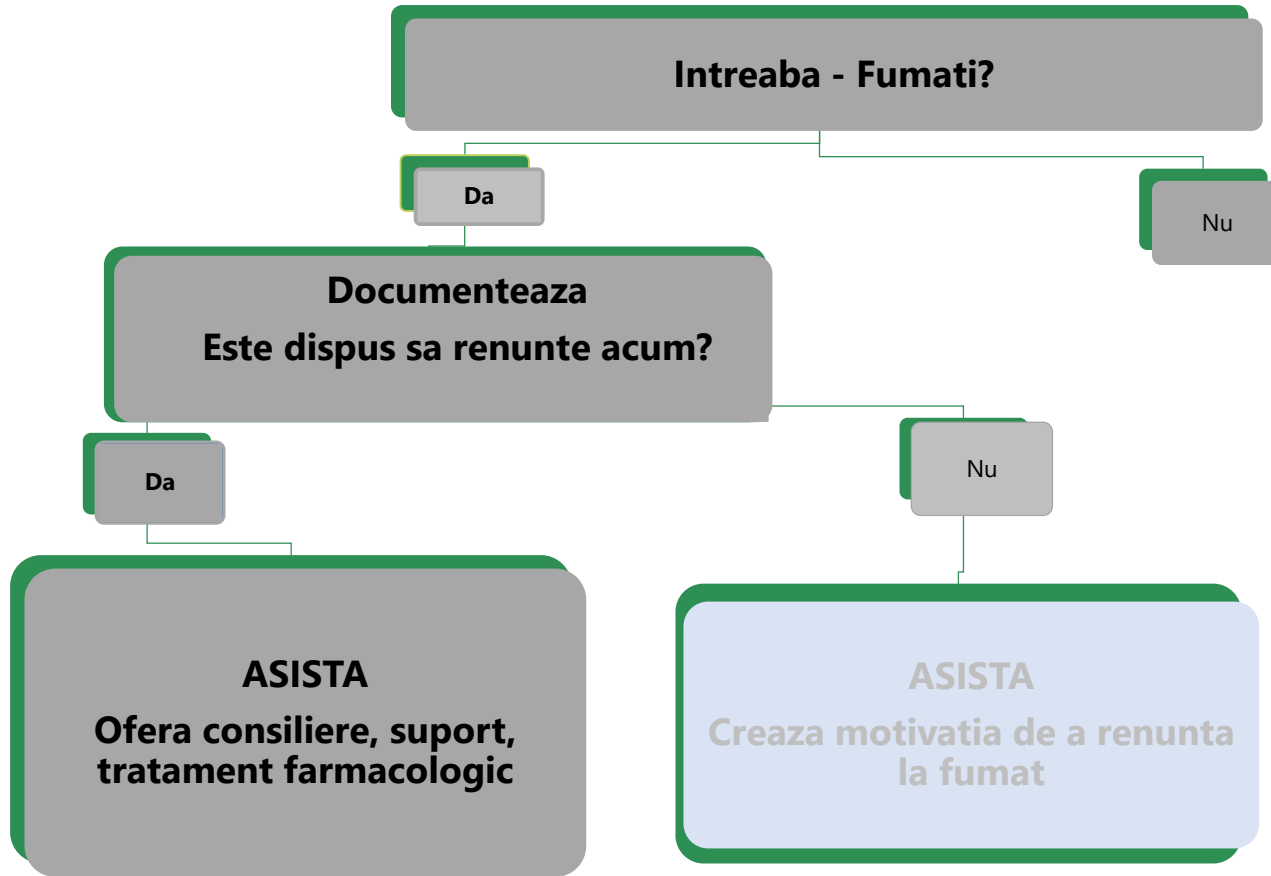 Intreaba - Fumati?
Da
Nu
Documenteaza
Este dispus sa renunte acum?
Da
Nu
ASISTA
Ofera consiliere, suport,
tratament farmacologic
ASISTA
Creaza motivatia de a renunta
la fumat